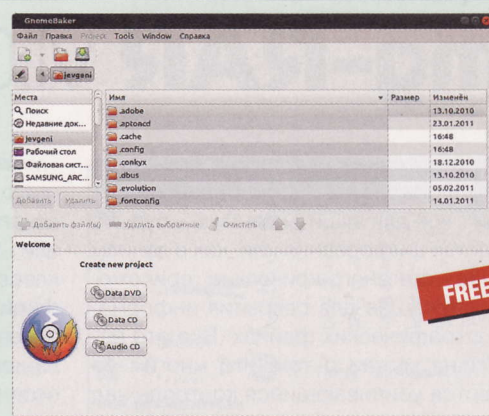 GnomeBaker
Файл Правка Project Tools Window Справка
jevgeni
Места
Поиск
Недавние док...
jevgeni
Рабочий стол
Файловая сист...
SAMSUNG_ARC...
Добавить Удалить
Имя Размер Изменён
.adobe 13.10.2010
.aptoncd 23.01.2011
.cache 16:48
.config 16:48
.conkyx 18.12.2010
.dbus 13.10.2010
.evolution 05.02.2011
.fontconfig 14.01.2011
Добавить файл(ы) Удалить выбранные Очистить
Welcome
Create new project
Data DVD
Data CD
Audio CD
FREE